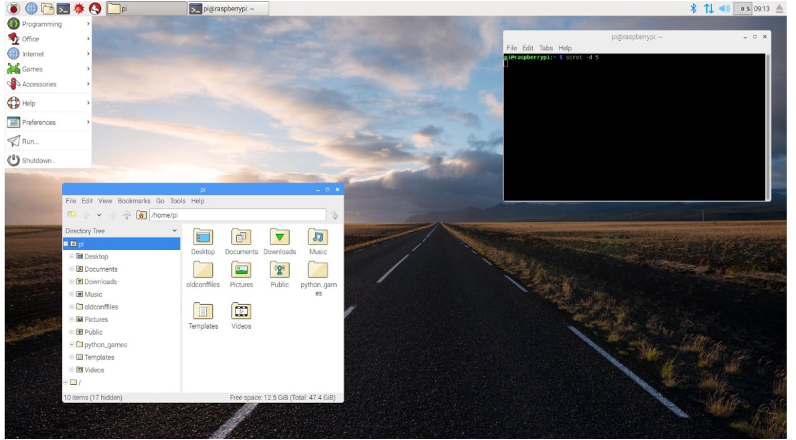 pi
pi@raspberrypi: ~
0 %
09:13
Programming
Office
Internet
Games
Accessories
Help
Preferences
Run...
Shutdown...
pi@raspberrypi: ~
File Edit Tabs Help
pi@raspberrypi:~ $ scrot -d 5
pi
File Edit View Bookmarks Go Tools Help
/home/pi
Directory Tree
pi
Desktop
Documents
Downloads
Music
oldconffiles
Pictures
Public
python_games
Templates
Videos
/
Desktop Documents Downloads Music
oldconffiles Pictures Public python_gam
es
Templates Videos
10 items (17 hidden) Free space: 12.5 GiB (Total: 47.4 GiB)